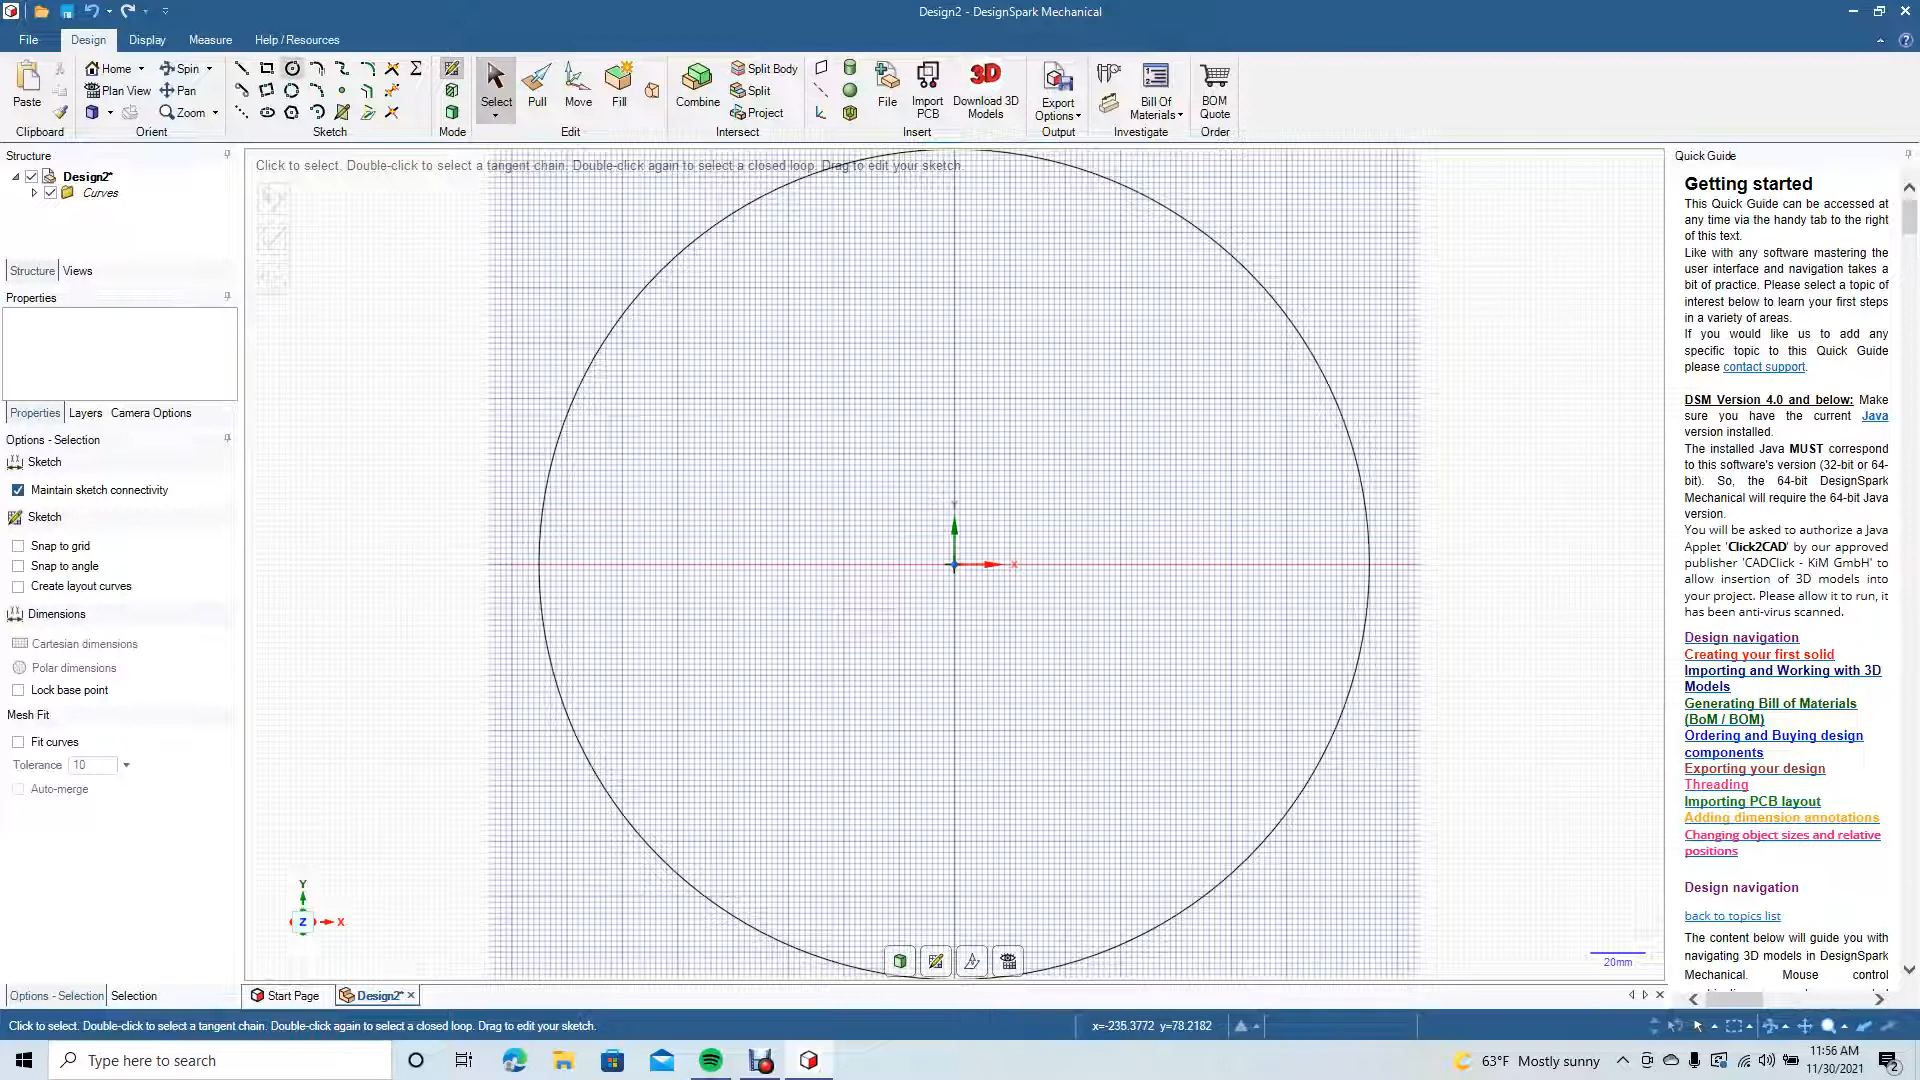 Design2 - DesignSpark Mechanical
File Design Display Measure Help / Resources
Paste
Home
Plan View
Spin
Pan
Zoom
Select
Pull
Move
Fill
Combine
Split Body
Split
Project
File
Import
PCB
Download 3D
Models
3D
Export
Options
Bill Of
Materials
BOM
Quote
Clipboard Orient Sketch Mode Edit Intersect Insert Output Investigate Order
Structure
Design2*
Curves
Structure Views
Properties
Properties Layers Camera Options
Options - Selection
Sketch
Maintain sketch connectivity
Sketch
Snap to grid
Snap to angle
Create layout curves
Dimensions
Cartesian dimensions
Polar dimensions
Lock base point
Mesh Fit
Fit curves
Tolerance 10
Auto-merge
Options - Selection Selection
Click to select. Double-click to select a tangent chain. Double-click again to select a closed loop. Drag to edit your sketch.
Y
X
Y
Z X
20mm
Start Page Design2*
Quick Guide
Getting started
This Quick Guide can be accessed at
any time via the handy tab to the right
of this text.
Like with any software mastering the
user interface and navigation takes a
bit of practice. Please select a topic of
interest below to learn your first steps
in a variety of areas.
If you would like us to add any
specific topic to this Quick Guide
please contact support.
DSM Version 4.0 and below: Make
sure you have the current Java
version installed.
The installed Java MUST correspond
to this software's version (32-bit or 64-
bit). So, the 64-bit DesignSpark
Mechanical will require the 64-bit Java
version.
You will be asked to authorize a Java
Applet 'Click2CAD' by our approved
publisher 'CADClick - KiM GmbH' to
allow insertion of 3D models into
your project. Please allow it to run, it
has been anti-virus scanned.
Design navigation
Creating your first solid
Importing and Working with 3D
Models
Generating Bill of Materials
(BoM / BOM)
Ordering and Buying design
components
Exporting your design
Threading
Importing PCB layout
Adding dimension annotations
Changing object sizes and relative
positions
Design navigation
back to topics list
The content below will guide you with
navigating 3D models in DesignSpark
Mechanical. Mouse control
Click to select. Double-click to select a tangent chain. Double-click again to select a closed loop. Drag to edit your sketch.
x=-235.3772 y=78.2182
Type here to search
63°F Mostly sunny
11:56 AM
11/30/2021
2